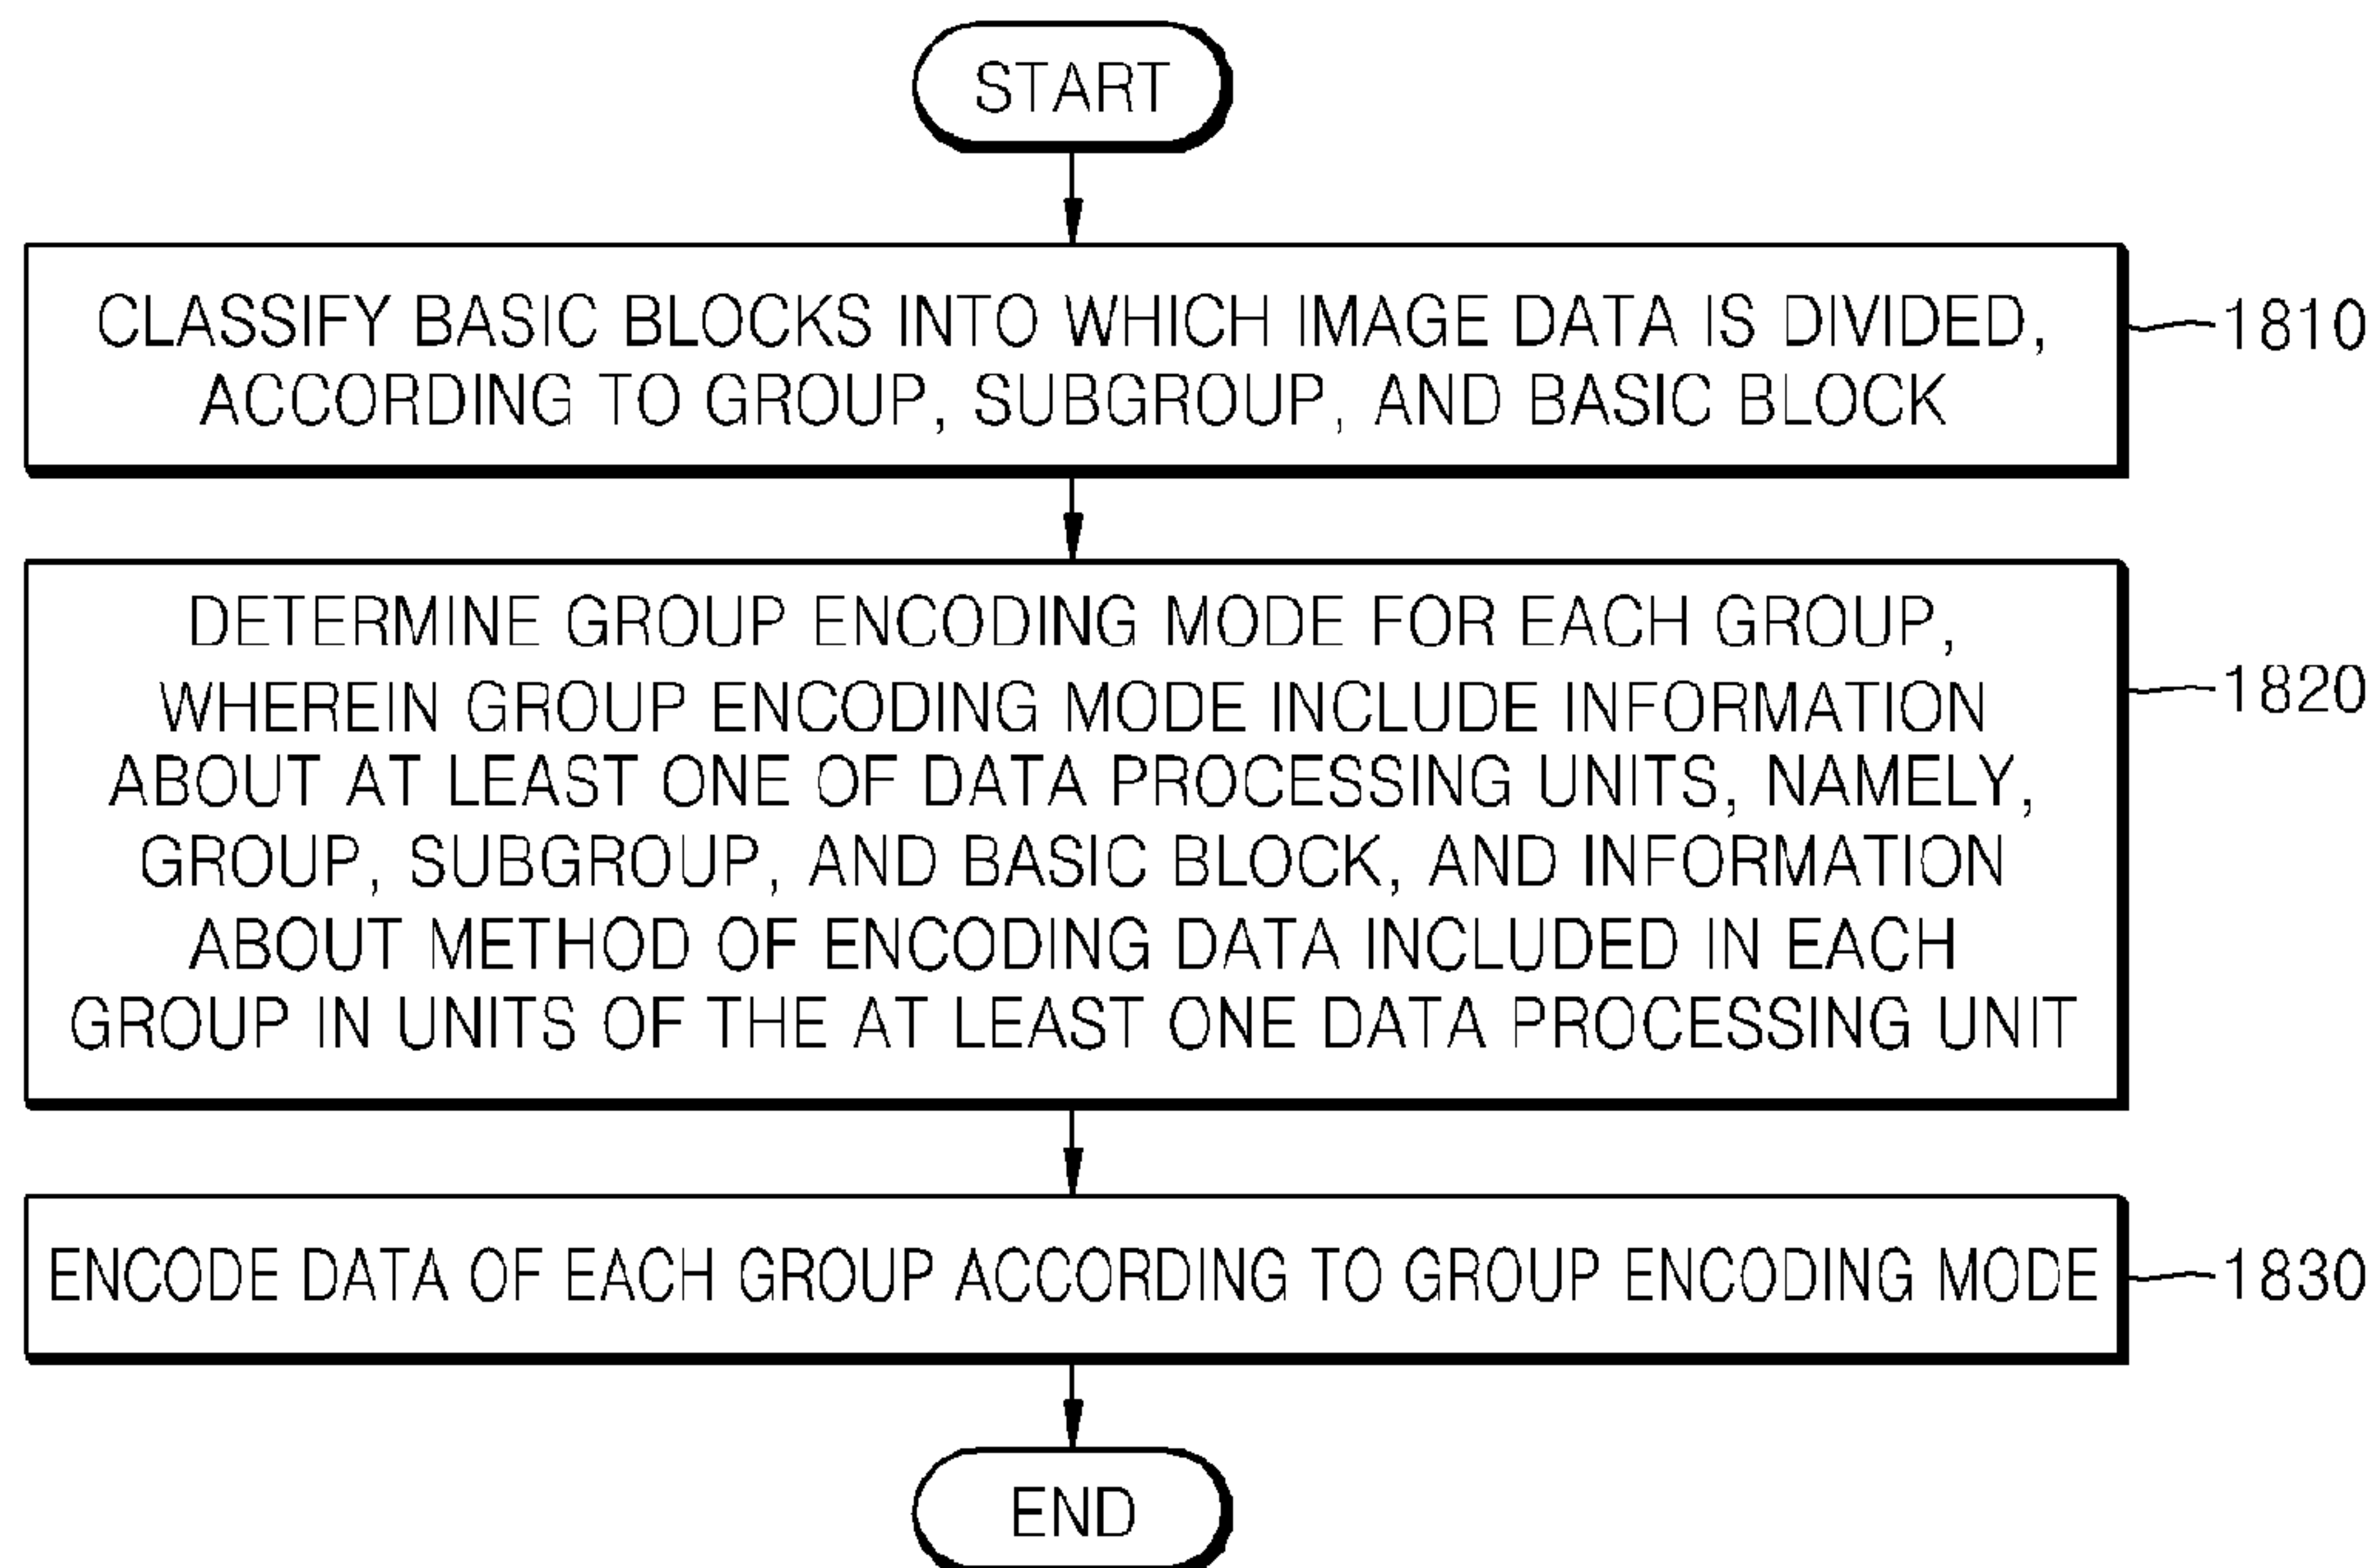 START
CLASSIFY BASIC BLOCKS INTO WHICH IMAGE DATA IS DIVIDED,
ACCORDING TO GROUP, SUBGROUP, AND BASIC BLOCK
1810
DETERMINE GROUP ENCODING MODE FOR EACH GROUP,
WHEREIN GROUP ENCODING MODE INCLUDE INFORMATION
ABOUT AT LEAST ONE OF DATA PROCESSING UNITS, NAMELY,
GROUP, SUBGROUP, AND BASIC BLOCK, AND INFORMATION
ABOUT METHOD OF ENCODING DATA INCLUDED IN EACH
GROUP IN UNITS OF THE AT LEAST ONE DATA PROCESSING UNIT
1820
ENCODE DATA OF EACH GROUP ACCORDING TO GROUP ENCODING MODE
1830
END